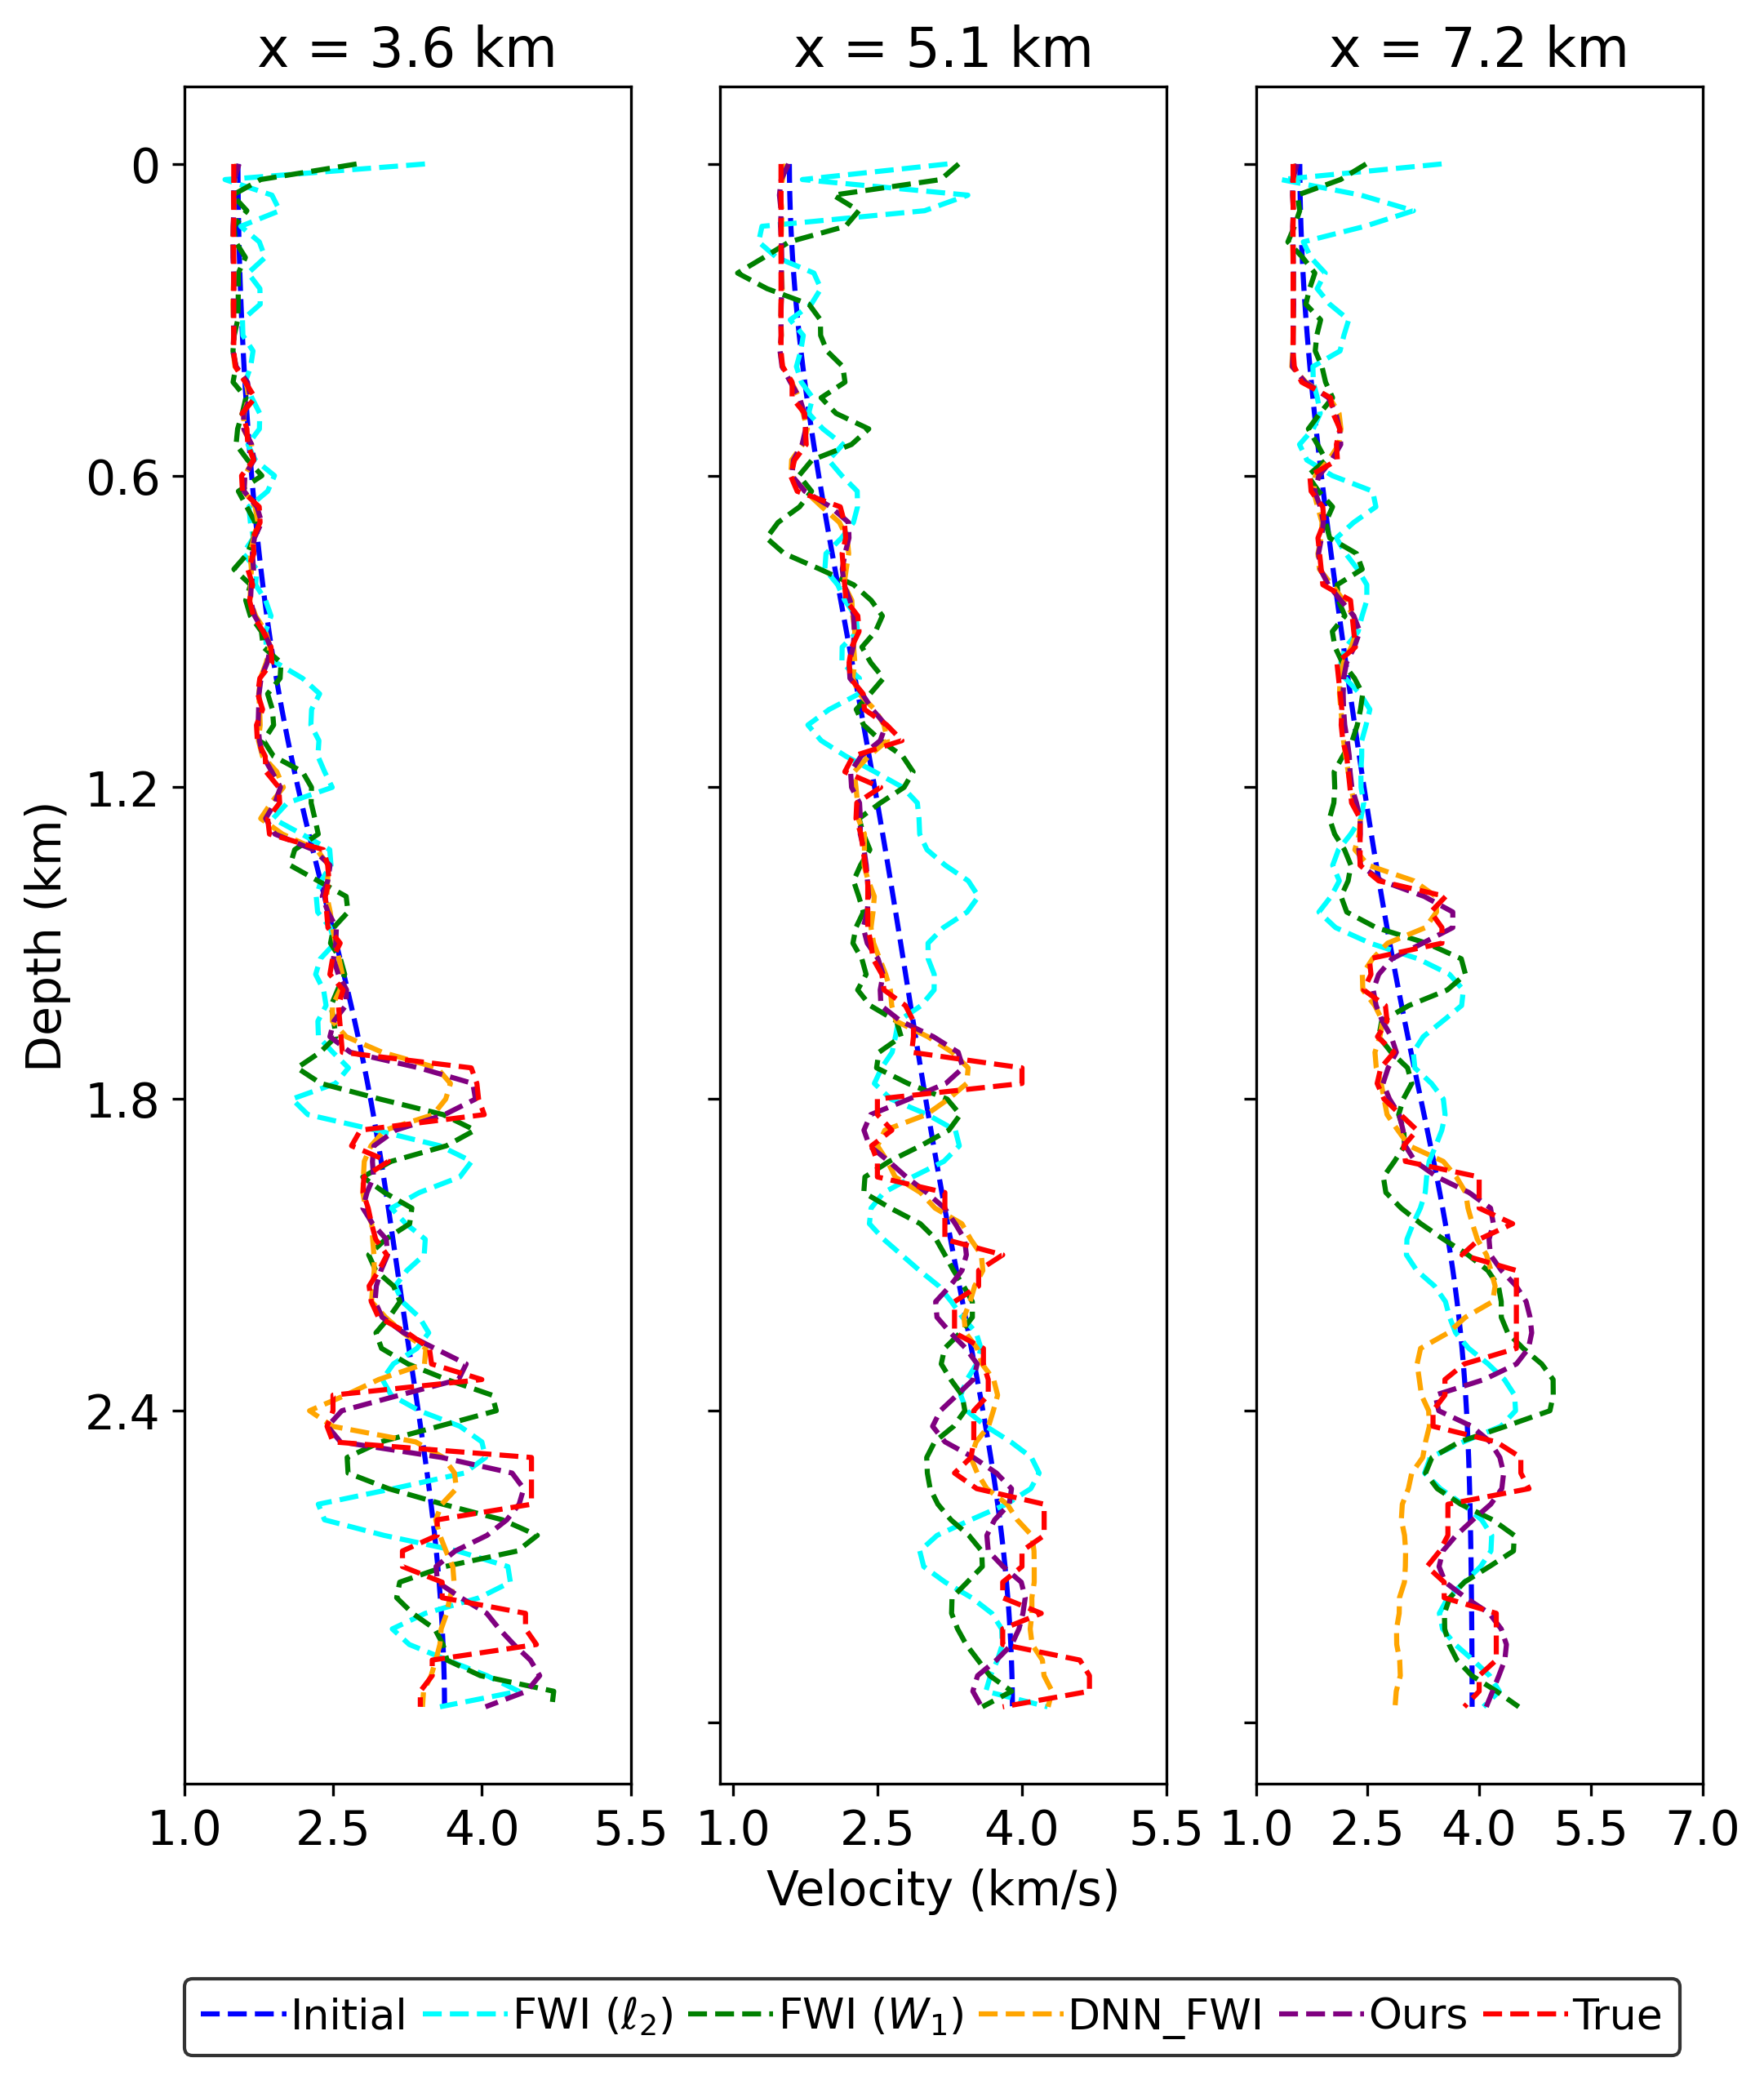 x = 3.6 km
x = 5.1 km
x = 7.2 km
0
0.6
1.2
1.8
2.4
Depth (km)
1.0 2.5 4.0 5.5
1.0 2.5 4.0 5.5
1.0 2.5 4.0 5.5 7.0
Velocity (km/s)
Initial FWI (ℓ₂) FWI (W₁) DNN_FWI Ours True